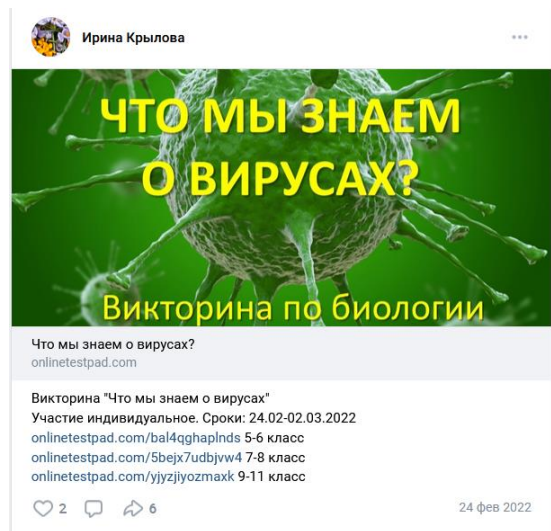 Ирина Крылова
ЧТО МЫ ЗНАЕМ
О ВИРУСАХ?
Викторина по биологии
Что мы знаем о вирусах?
onlinetestpad.com
Викторина "Что мы знаем о вирусах"
Участие индивидуальное. Сроки: 24.02-02.03.2022
onlinetestpad.com/bal4qghaplnds 5-6 класс
onlinetestpad.com/5bejx7udbjvw4 7-8 класс
onlinetestpad.com/yjyzjiyozmaxk 9-11 класс
2 6 24 фев 2022